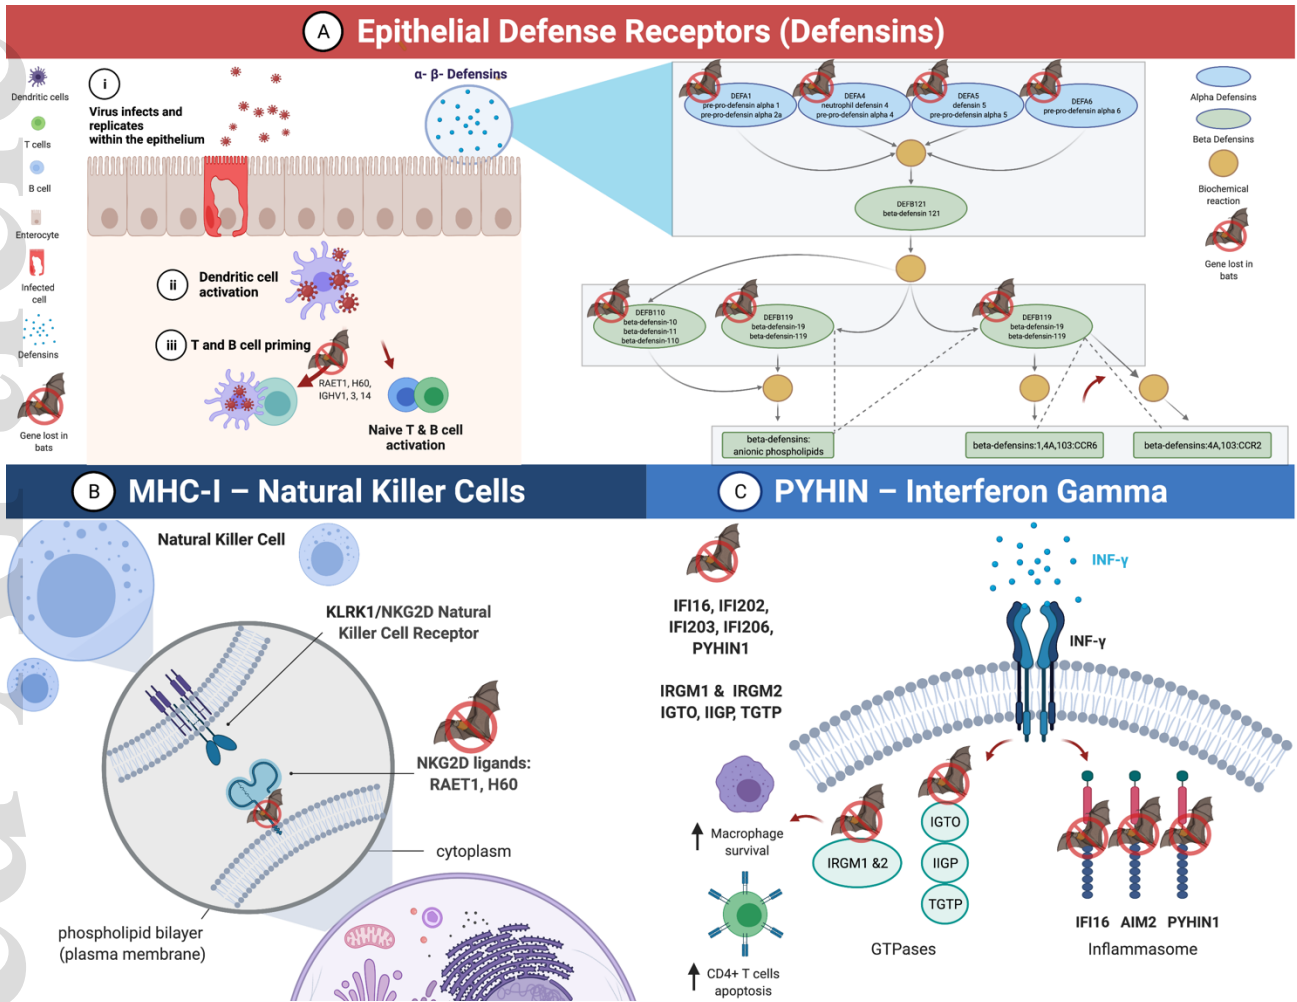 A Epithelial Defense Receptors (Defensins)
Dendritic cells
T cells
B cell
Enterocyte
Infected
cell
Defensins
Gene lost in
bats
i
Virus infects and
replicates
within the epithelium
α- β- Defensins
ii Dendritic cell
activation
iii T and B cell priming
RAET1, H60,
IGHV1, 3, 14
Naive T & B cell
activation
DEFA1
pre-pro-defensin alpha 1
pre-pro-defensin alpha 2a
DEFA4
neutrophil defensin 4
pre-pro-defensin alpha 4
DEFA5
defensin 5
pre-pro-defensin alpha 5
DEFA6
pre-pro-defensin alpha 6
DEFB121
beta-defensin 121
DEFB110
beta-defensin-10
beta-defensin-11
beta-defensin-110
DEFB119
beta-defensin-19
beta-defensin-119
DEFB119
beta-defensin-19
beta-defensin-119
beta-defensins:
anionic phospholipids
beta-defensins:1,4A,103:CCR6
beta-defensins:4A,103:CCR2
Alpha Defensins
Beta Defensins
Biochemical
reaction
Gene lost in
bats
B MHC-I – Natural Killer Cells
Natural Killer Cell
KLRK1/NKG2D Natural
Killer Cell Receptor
NKG2D ligands:
RAET1, H60
cytoplasm
phospholipid bilayer
(plasma membrane)
C PYHIN – Interferon Gamma
IFI16, IFI202,
IFI203, IFI206,
PYHIN1
IRGM1 & IRGM2
IGTO, IIGP, TGTP
INF-γ
INF-γ
Macrophage
survival
CD4+ T cells
apoptosis
IRGM1 &2
IGTO
IIGP
TGTP
GTPases
IFI16 AIM2 PYHIN1
Inflammasome